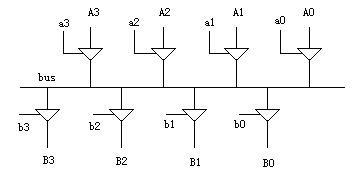 a3 A3 a2 A2 a1 A1 a0 A0
bus
b3 b2 b1 b0
B3 B2 B1 B0